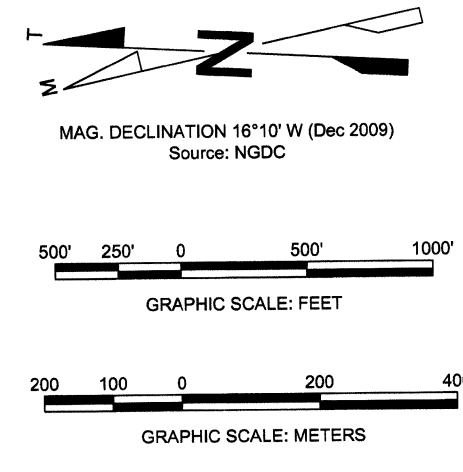 T
N
M
MAG. DECLINATION 16°10' W (Dec 2009)
Source: NGDC
500' 250' 0 500' 1000'
GRAPHIC SCALE: FEET
200 100 0 200
GRAPHIC SCALE: METERS